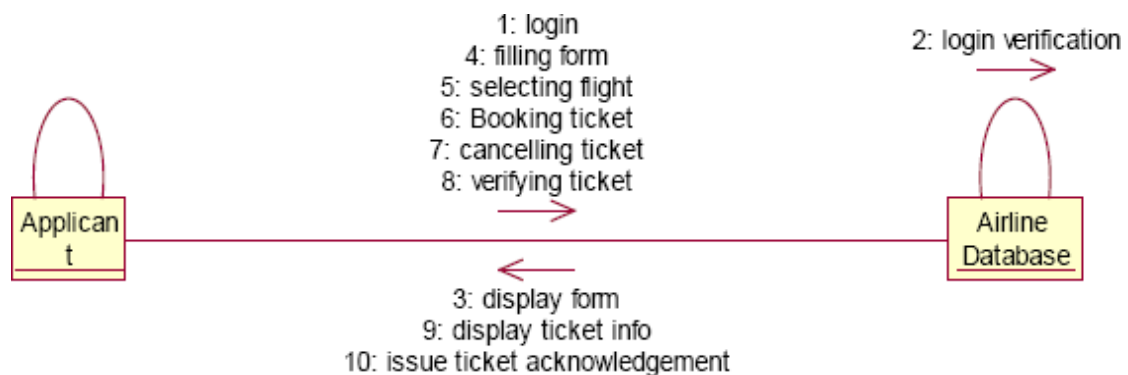 1: login
4: filling form
5: selecting flight
6: Booking ticket
7: cancelling ticket
8: verifying ticket
2: login verification
Applican
t
Airline
Database
3: display form
9: display ticket info
10: issue ticket acknowledgement